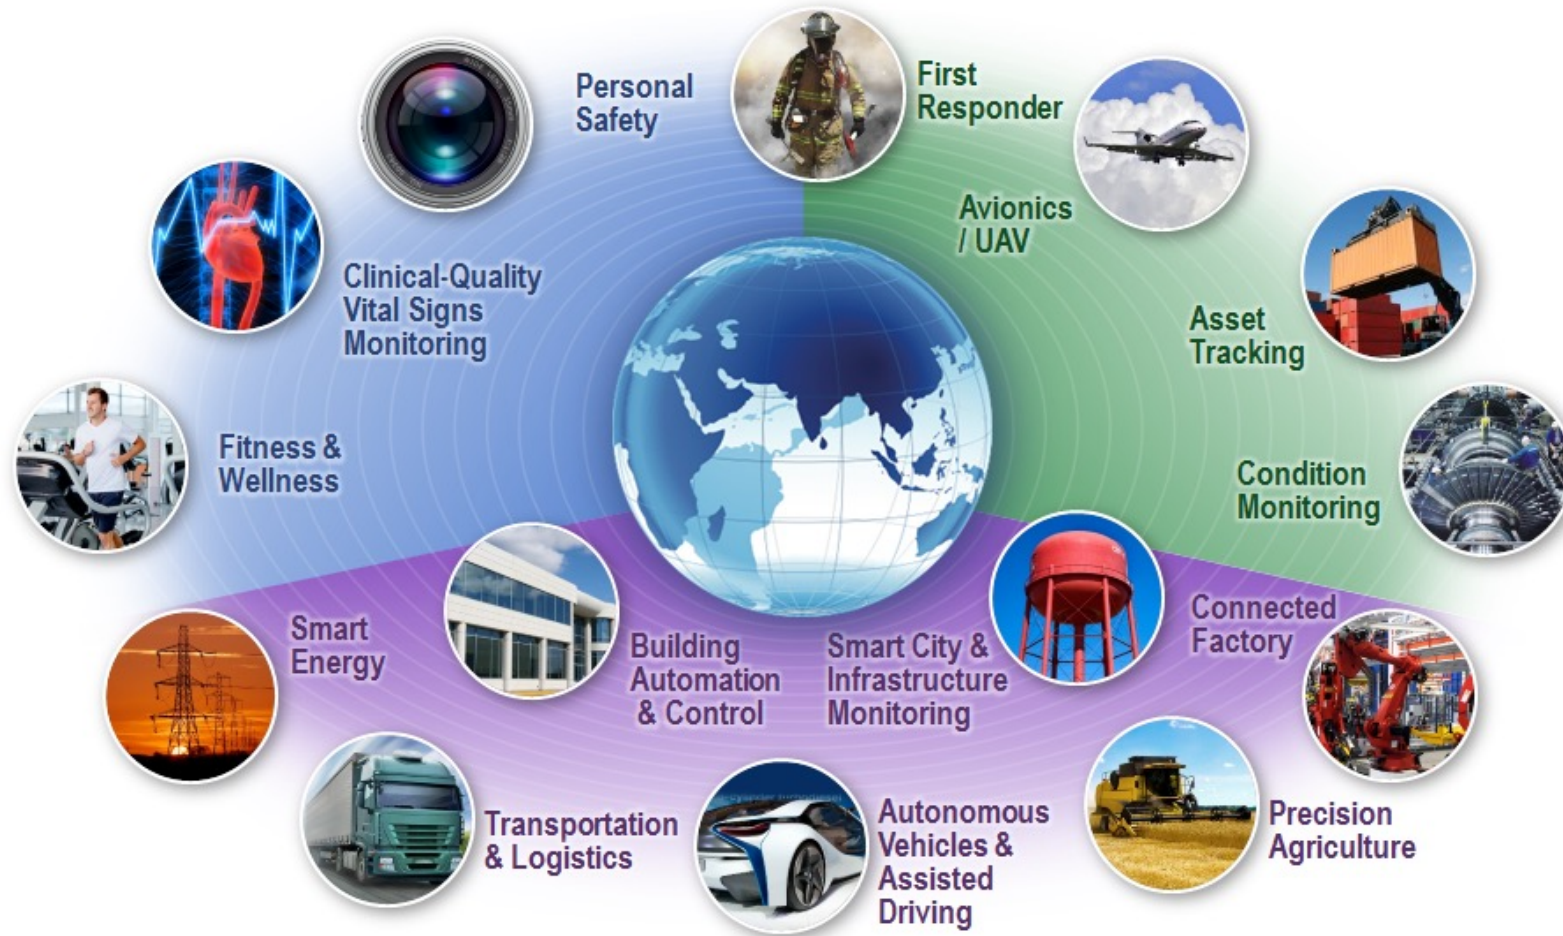 Personal
Safety
First
Responder
Avionics
/ UAV
Clinical-Quality
Vital Signs
Monitoring
Asset
Tracking
Fitness &
Wellness
Condition
Monitoring
Smart
Energy
Building
Automation
& Control
Smart City &
Infrastructure
Monitoring
Connected
Factory
Transportation
& Logistics
Autonomous
Vehicles &
Assisted
Driving
Precision
Agriculture